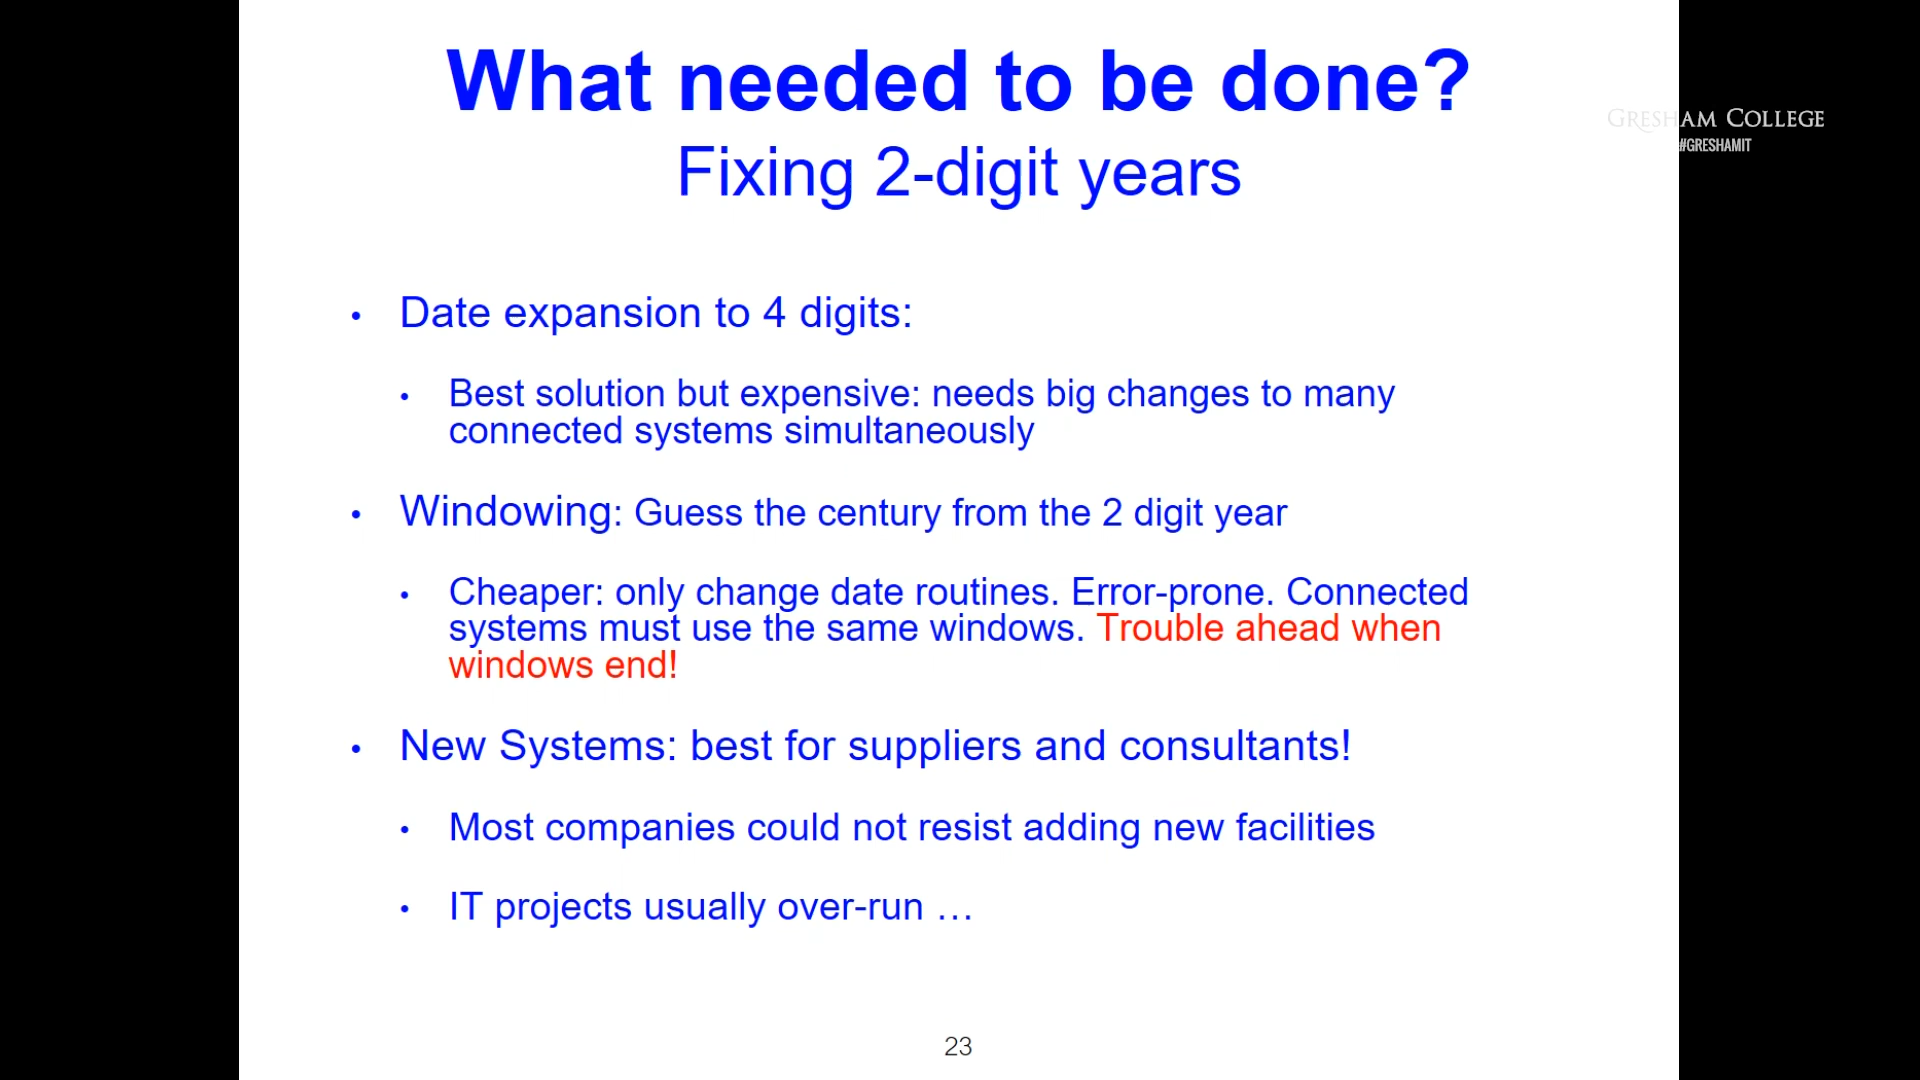 What needed to be done?
Fixing 2-digit years
GRESHAM COLLEGE
#GRESHAMIT
• Date expansion to 4 digits:
• Best solution but expensive: needs big changes to many
connected systems simultaneously
• Windowing: Guess the century from the 2 digit year
• Cheaper: only change date routines. Error-prone. Connected
systems must use the same windows. Trouble ahead when
windows end!
• New Systems: best for suppliers and consultants!
• Most companies could not resist adding new facilities
• IT projects usually over-run …
23